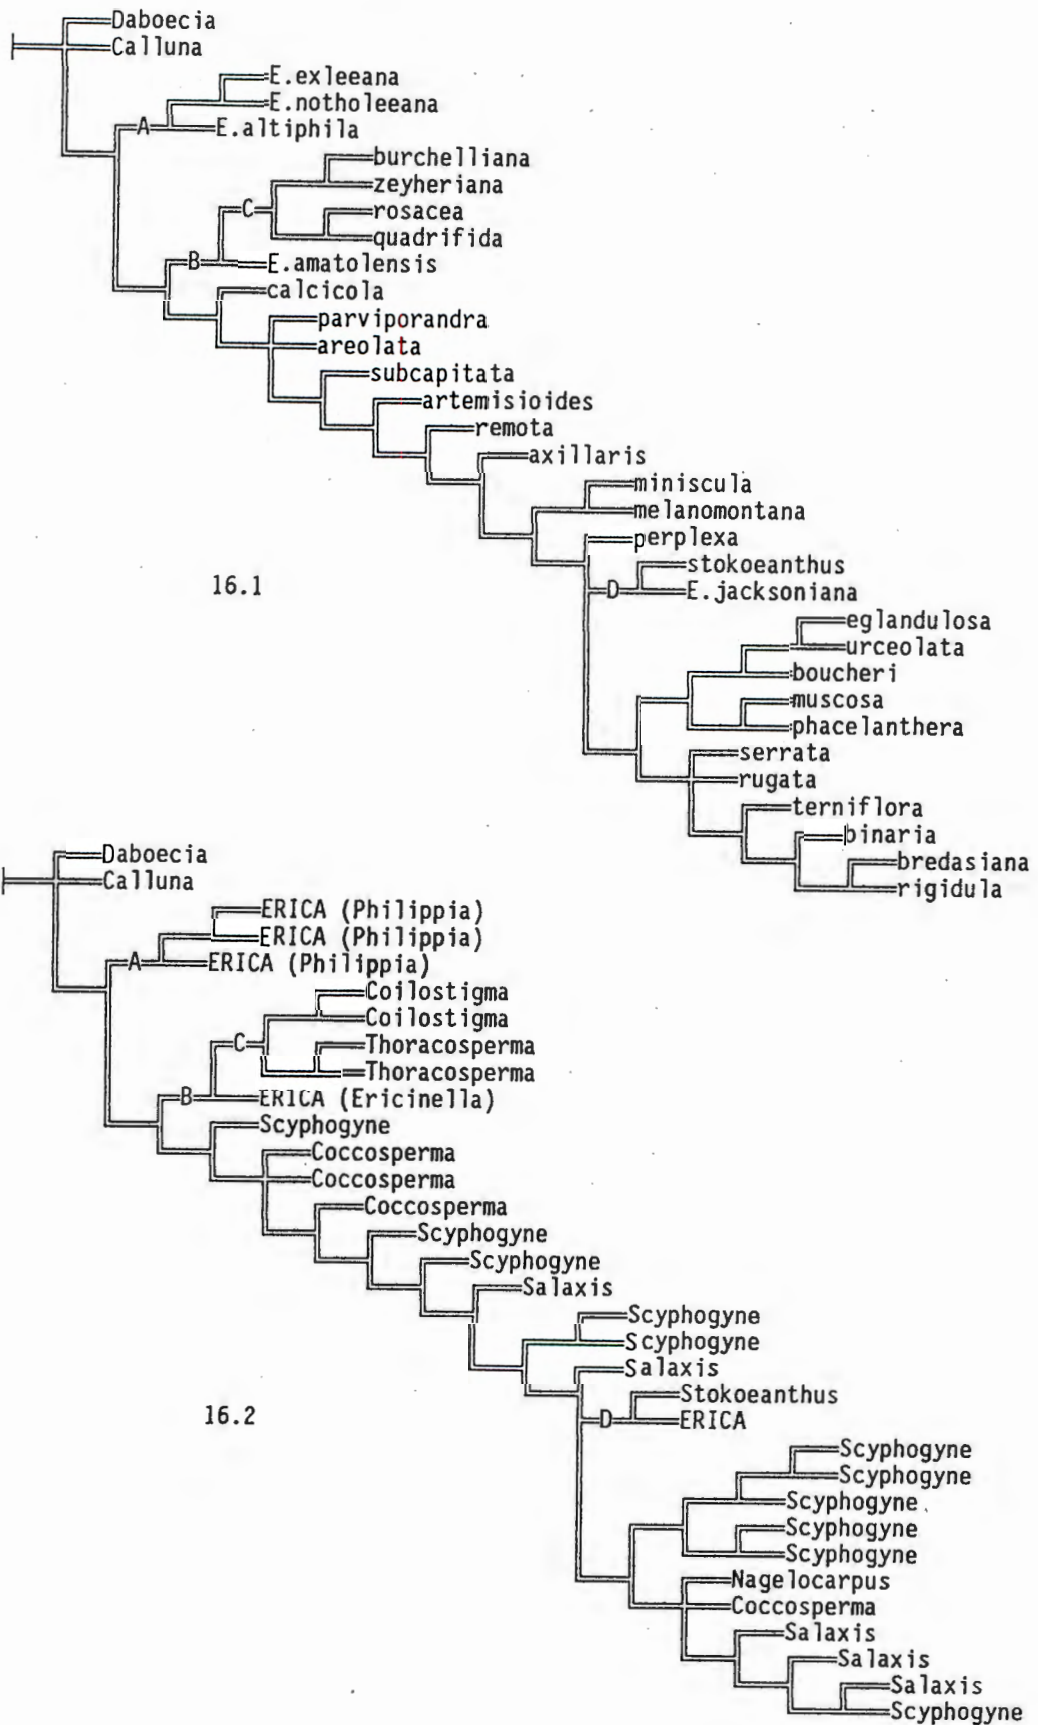 Daboecia
Calluna
E.exleeana
E.notholeeana
A
E.altiphila
burchelliana
zeyheriana
C
rosacea
quadrifida
B
E.amatolensis
calcicola
parviporandra
areolata
subcapitata
artemisioides
remota
axillaris
miniscula
melanomontana
perplexa
stokoeanthus
16.1
D
E.jacksoniana
eglandulosa
urceolata
boucheri
muscosa
phacelanthera
serrata
rugata
terniflora
binaria
bredasiana
rigidula
Daboecia
Calluna
ERICA (Philippia)
ERICA (Philippia)
A
ERICA (Philippia)
Coilostigma
Coilostigma
C
Thoracosperma
Thoracosperma
B
ERICA (Ericinella)
Scyphogyne
Coccosperma
Coccosperma
Coccosperma
Scyphogyne
Scyphogyne
Salaxis
Scyphogyne
Scyphogyne
Salaxis
Stokoeanthus
16.2
D
ERICA
Scyphogyne
Scyphogyne
Scyphogyne
Scyphogyne
Scyphogyne
Nagelocarpus
Coccosperma
Salaxis
Salaxis
Salaxis
Scyphogyne